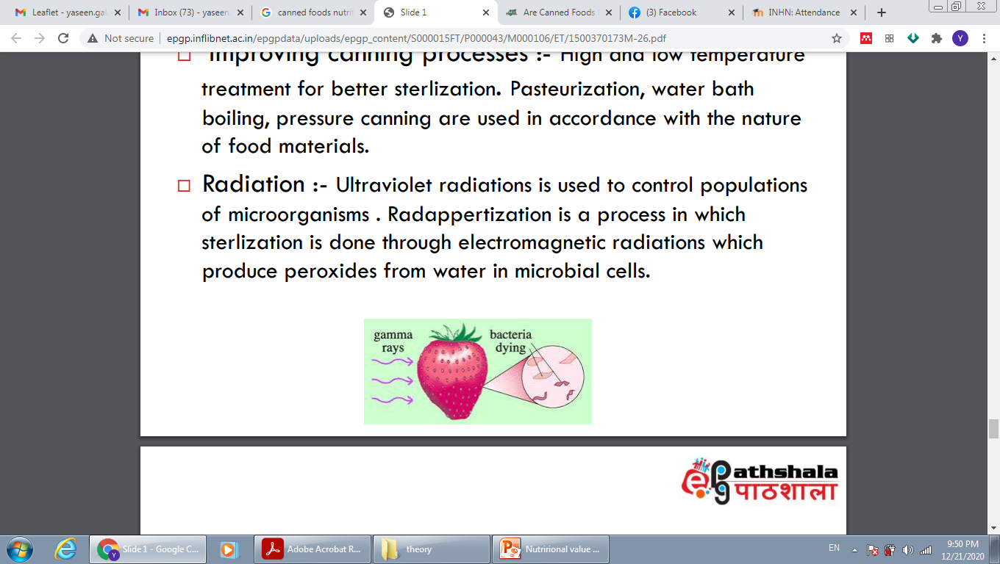 Leaflet - yaseen.gal
Inbox (73) - yaseen.
canned foods nutrit
Slide 1
Are Canned Foods
(3) Facebook
INHN: Attendance
Not secure
epgp.inflibnet.ac.in/epgpdata/uploads/epgp_content/S000015FT/P000043/M000106/ET/1500370173M-26.pdf
Y
Improving canning processes :- High and low temperature
treatment for better sterlization. Pasteurization, water bath
boiling, pressure canning are used in accordance with the nature
of food materials.
Radiation :- Ultraviolet radiations is used to control populations
of microorganisms . Radappertization is a process in which
sterlization is done through electromagnetic radiations which
produce peroxides from water in microbial cells.
gamma
rays
bacteria
dying
epg
athshala
पाठशाला
Slide 1 - Google C...
Adobe Acrobat R...
theory
Nutrirional value ...
EN
9:50 PM
12/21/2020